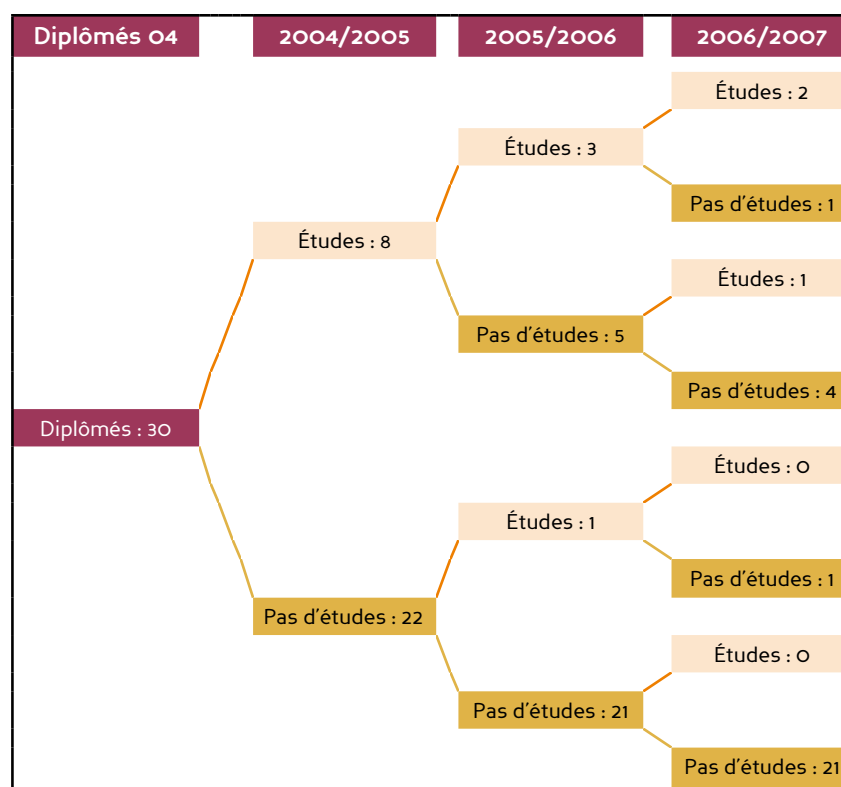 Diplômés 04
2004/2005
2005/2006
2006/2007
Études : 2
Études : 3
Pas d'études : 1
Études : 8
Études : 1
Pas d'études : 5
Pas d'études : 4
Diplômés : 30
Études : 0
Études : 1
Pas d'études : 1
Pas d'études : 22
Études : 0
Pas d'études : 21
Pas d'études : 21